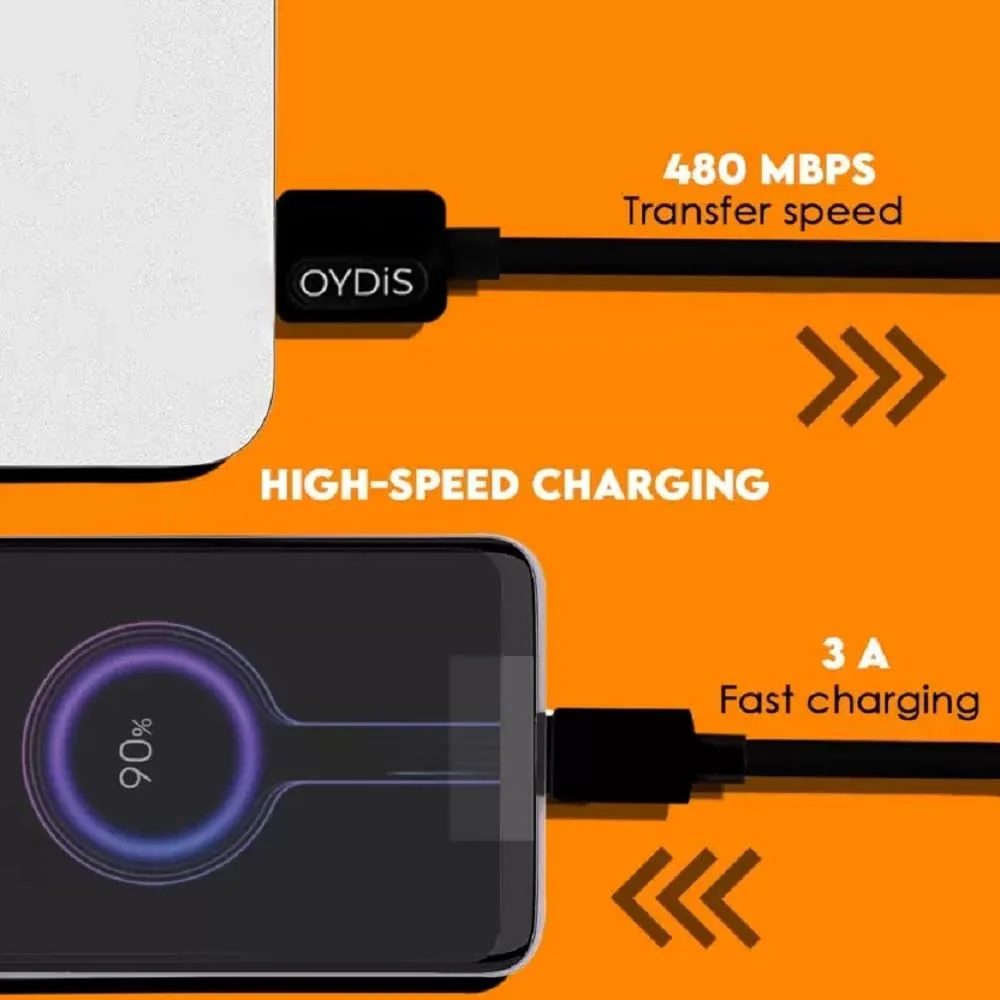 480 MBPS
Transfer speed
OYDiS
HIGH-SPEED CHARGING
3 A
Fast charging
90%